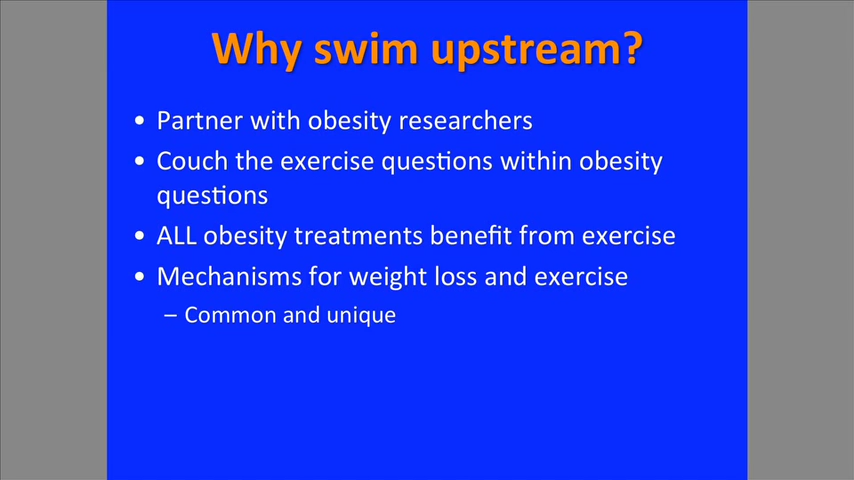 Why swim upstream?
• Partner with obesity researchers
• Couch the exercise questions within obesity
questions
• ALL obesity treatments benefit from exercise
• Mechanisms for weight loss and exercise
– Common and unique